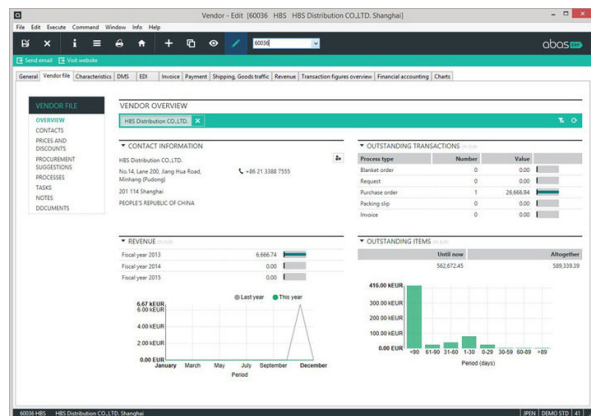 Vendor - Edit [60036 HBS HBS Distribution CO.,LTD. Shanghai]
File Edit Execute Command Window Info Help
60036
abas
Send email Visit website
General Vendor file Characteristics DMS EDI Invoice Payment Shipping, Goods traffic Revenue Transaction figures overview Financial accounting Charts
VENDOR FILE
OVERVIEW
CONTACTS
PRICES AND
DISCOUNTS
PROCUREMENT
SUGGESTIONS
PROCESSES
TASKS
NOTES
DOCUMENTS
VENDOR OVERVIEW
HBS Distribution CO.,LTD.
CONTACT INFORMATION
HBS Distribution CO.,LTD.
No.14, Lane 200, Jiang Hua Road,
Minhang (Pudong)
+86 21 3388 7555
201 114 Shanghai
PEOPLE'S REPUBLIC OF CHINA
OUTSTANDING TRANSACTIONS
Process type Number Value
Blanket order 0 0.00
Request 0 0.00
Purchase order 1 26,666.94
Packing slip 0 0.00
Invoice 0 0.00
REVENUE
Fiscal year 2013 6,666.74
Fiscal year 2014 0.00
Fiscal year 2015 0.00
Last year This year
6.67 kEUR
6.00 kEUR
4.00 kEUR
2.00 kEUR
0.00 EUR
January March May July September December
Period
OUTSTANDING ITEMS
Until now Altogether
562,672.45 589,339.39
416.00 kEUR
300.00 kEUR
200.00 kEUR
100.00 kEUR
0.00 EUR
<90 61-90 31-60 1-30 0-29 30-59 60-89 +89
Period (days)
60036 HBS HBS Distribution CO.,LTD. Shanghai
JPEN DEMO STD 41